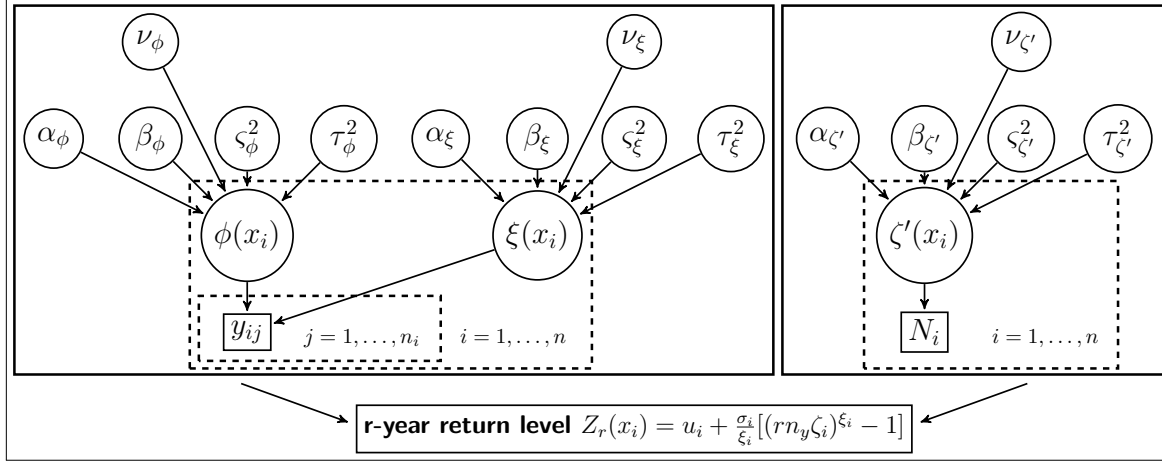 ν_ϕ ν_ξ ν_ζ′
α_ϕ β_ϕ ς²_ϕ τ²_ϕ α_ξ β_ξ ς²_ξ τ²_ξ α_ζ′ β_ζ′ ς²_ζ′ τ²_ζ′
ϕ(x_i) ξ(x_i) ζ′(x_i)
y_ij j = 1, . . . , n_i i = 1, . . . , n N_i i = 1, . . . , n
r-year return level Z_r(x_i) = u_i + σ_i/ξ_i [(rn_yζ_i)^ξ_i − 1]